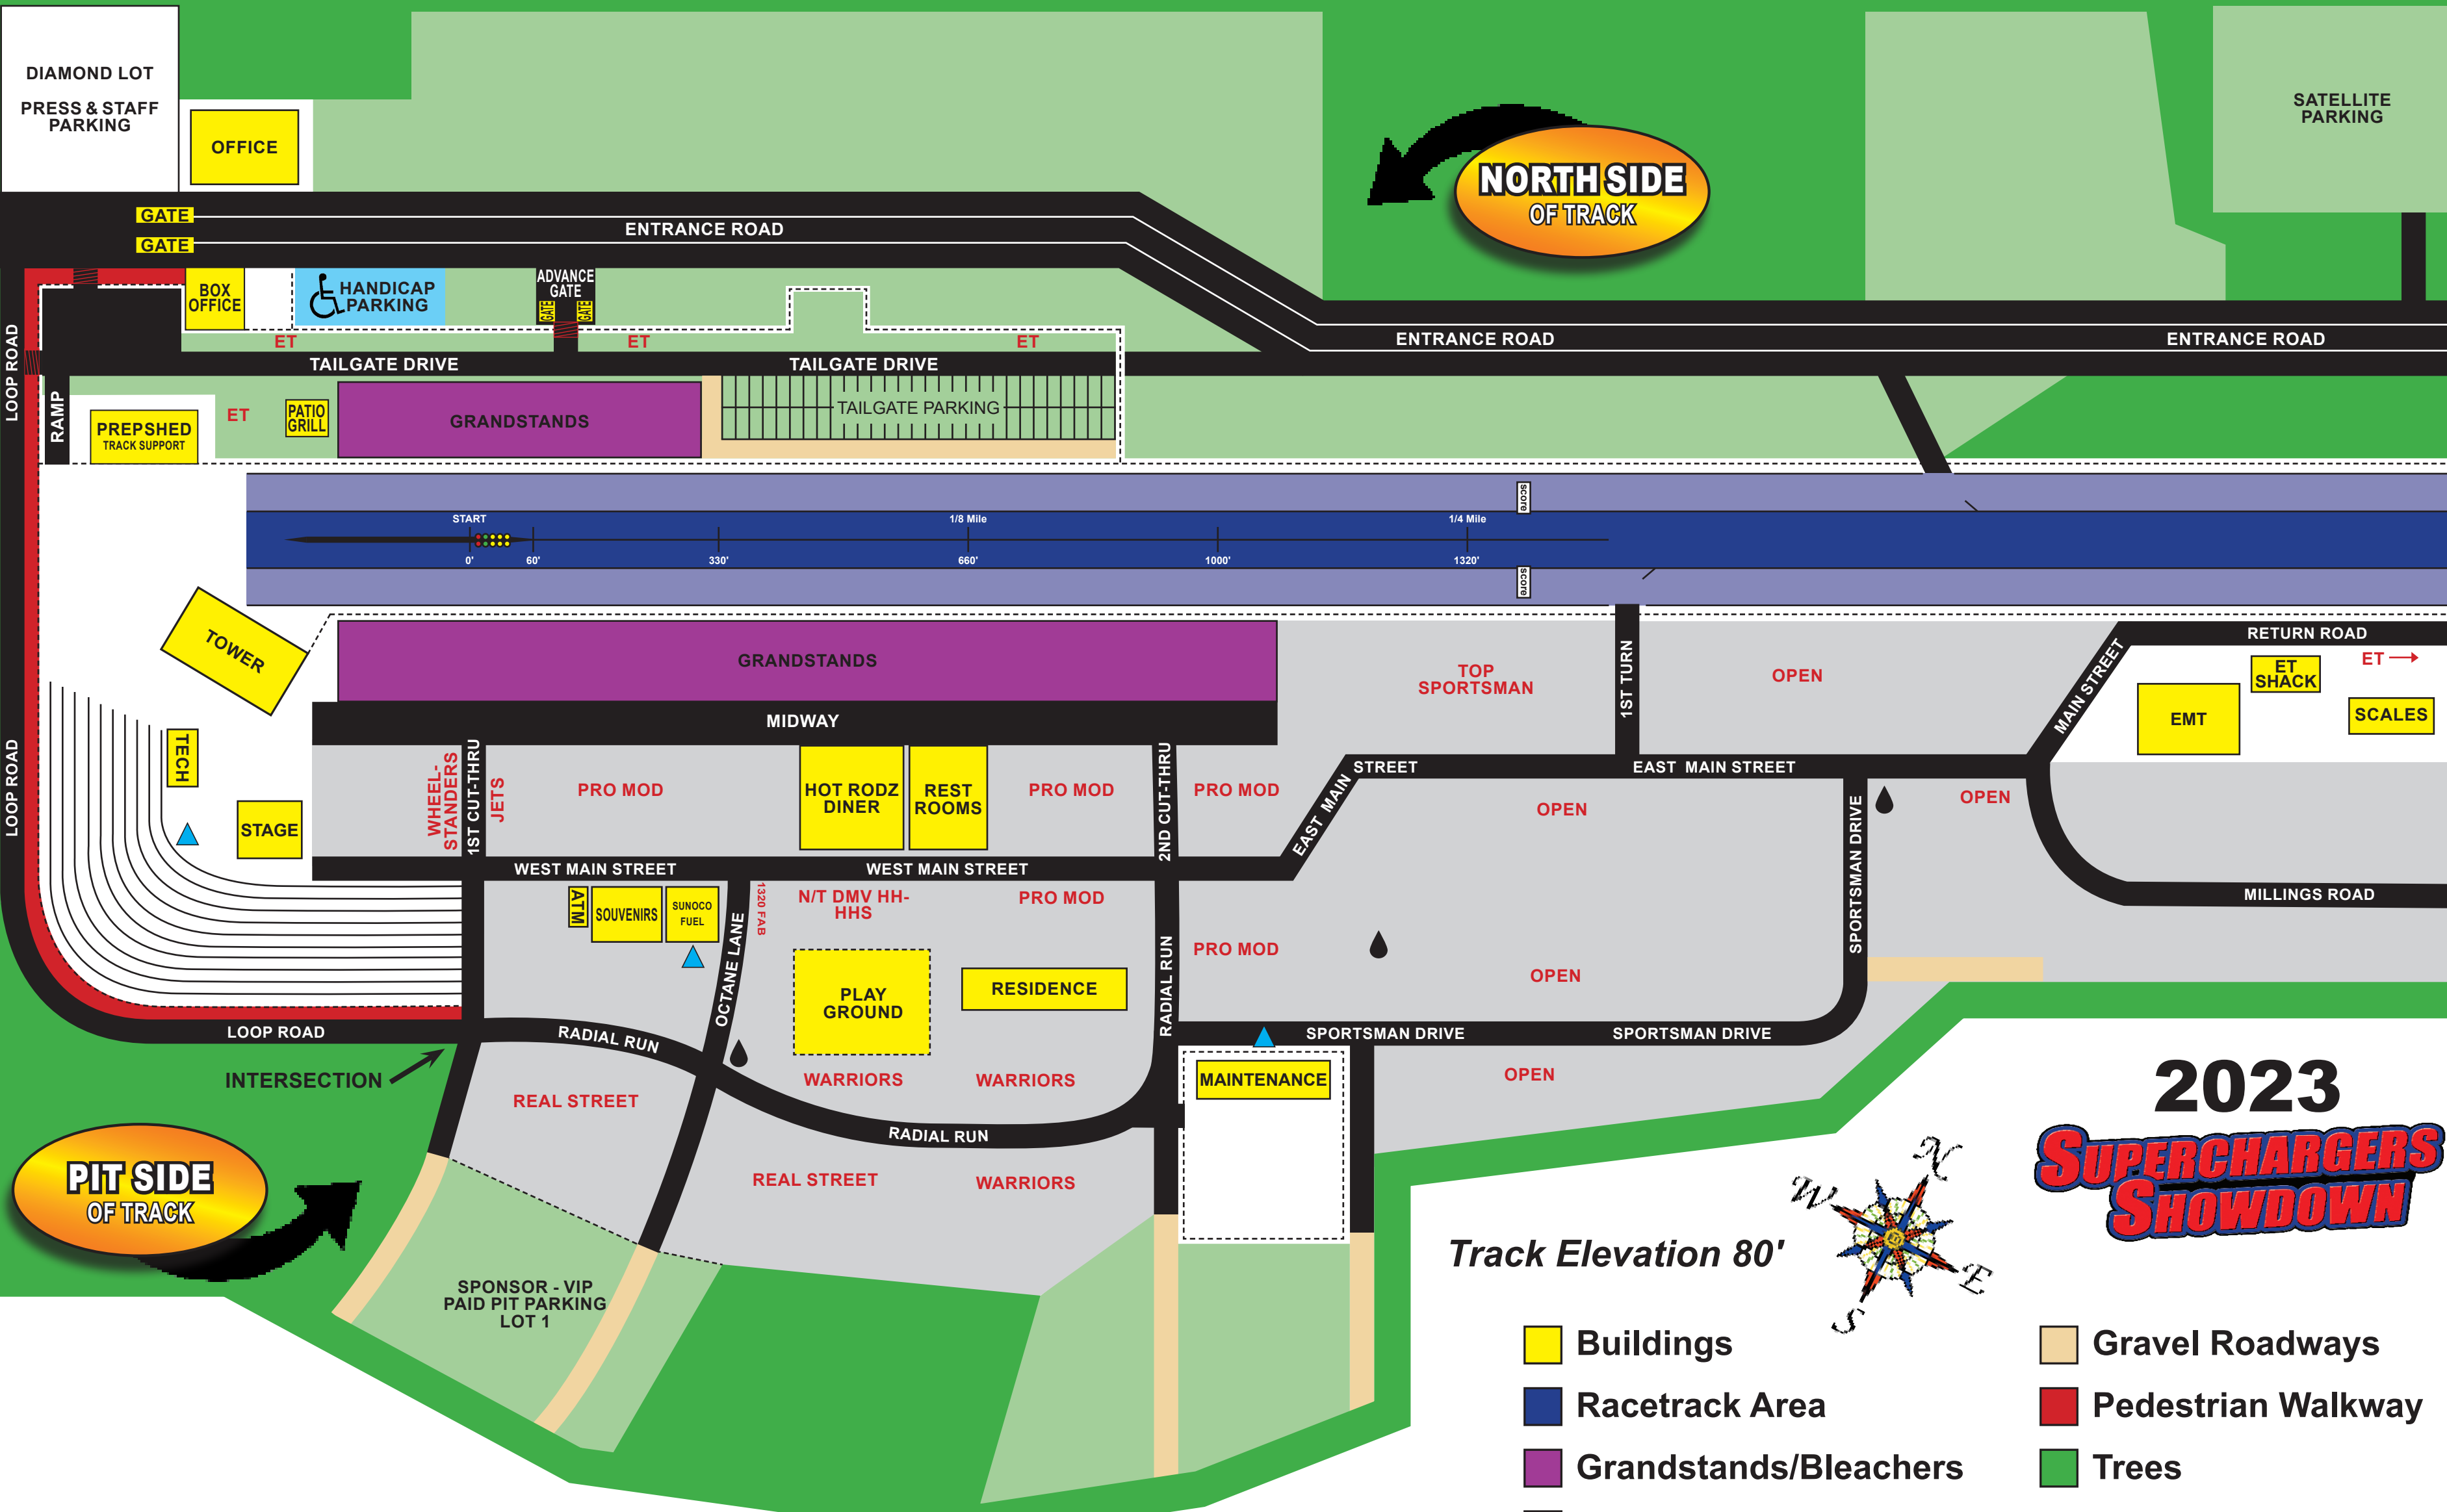 DIAMOND LOT
PRESS & STAFF
PARKING
OFFICE
SATELLITE
PARKING
NORTH SIDE
OF TRACK
GATE
GATE
ENTRANCE ROAD
ENTRANCE ROAD
ENTRANCE ROAD
BOX
OFFICE
HANDICAP
PARKING
ADVANCE
GATE
GATE
GATE
ET
ET
ET
TAILGATE DRIVE
TAILGATE DRIVE
LOOP ROAD
RAMP
PREPSHED
TRACK SUPPORT
ET
PATIO
GRILL
GRANDSTANDS
TAILGATE PARKING
score
START
1/8 Mile
1/4 Mile
0'
60'
330'
660'
1000'
1320'
score
TOWER
GRANDSTANDS
TOP
SPORTSMAN
1ST TURN
OPEN
MAIN STREET
RETURN ROAD
ET
SHACK
ET
EMT
SCALES
MIDWAY
LOOP ROAD
TECH
STAGE
WHEEL-
STANDERS
1ST CUT-THRU
JETS
PRO MOD
HOT RODZ
DINER
REST
ROOMS
PRO MOD
2ND CUT-THRU
PRO MOD
EAST MAIN STREET
EAST MAIN STREET
OPEN
SPORTSMAN DRIVE
OPEN
WEST MAIN STREET
WEST MAIN STREET
MILLINGS ROAD
ATM
SOUVENIRS
SUNOCO
FUEL
OCTANE LANE
1320 FAB
N/T DMV HH-
HHS
PRO MOD
PRO MOD
RADIAL RUN
OPEN
PLAY
GROUND
RESIDENCE
LOOP ROAD
RADIAL RUN
SPORTSMAN DRIVE
SPORTSMAN DRIVE
INTERSECTION
WARRIORS
WARRIORS
MAINTENANCE
OPEN
REAL STREET
RADIAL RUN
REAL STREET
WARRIORS
PIT SIDE
OF TRACK
2023
SUPERCHARGERS
SHOWDOWN
N
W
E
S
Track Elevation 80'
SPONSOR - VIP
PAID PIT PARKING
LOT 1
Buildings
Gravel Roadways
Racetrack Area
Pedestrian Walkway
Grandstands/Bleachers
Trees